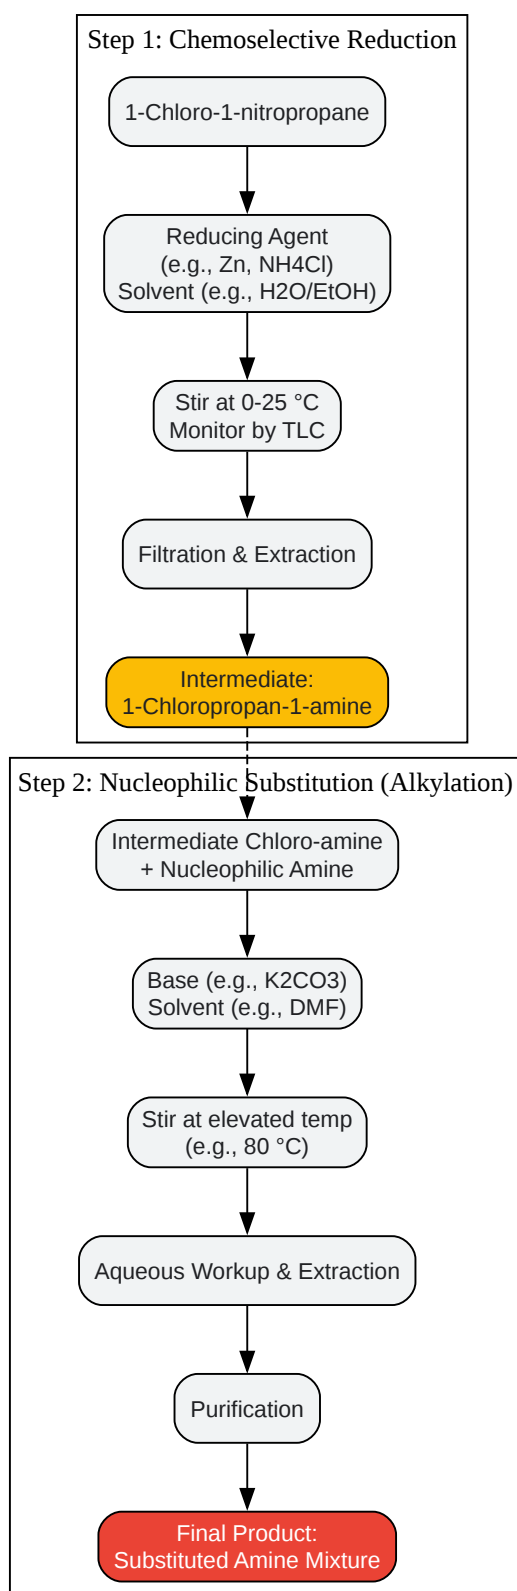 Step 1: Chemoselective Reduction
1-Chloro-1-nitropropane
Reducing Agent
(e.g., Zn, NH4Cl)
Solvent (e.g., H2O/EtOH)
Stir at 0-25 °C
Monitor by TLC
Filtration & Extraction
Intermediate:
1-Chloropropan-1-amine
Step 2: Nucleophilic Substitution (Alkylation)
Intermediate Chloro-amine
+ Nucleophilic Amine
Base (e.g., K2CO3)
Solvent (e.g., DMF)
Stir at elevated temp
(e.g., 80 °C)
Aqueous Workup & Extraction
Purification
Final Product:
Substituted Amine Mixture